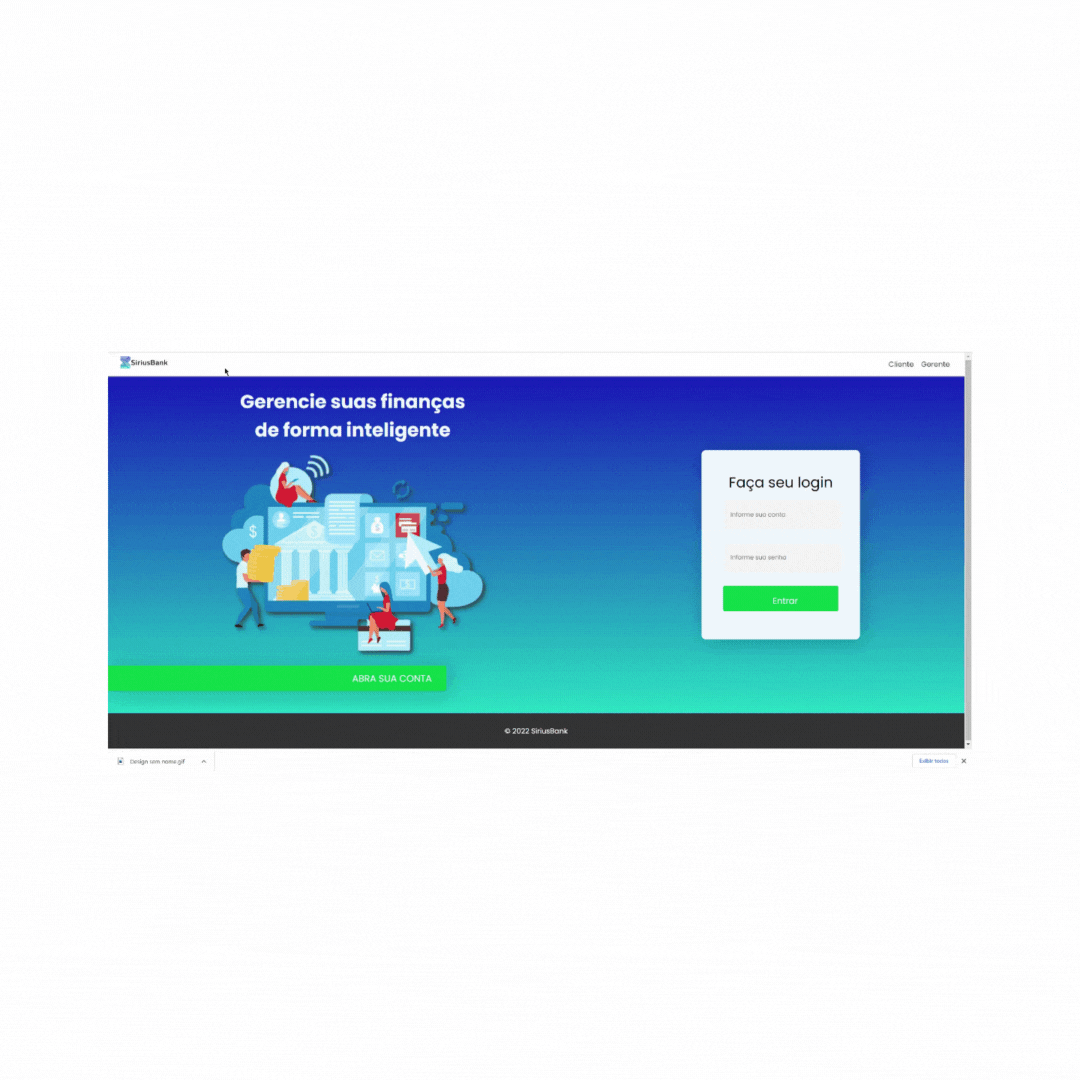 SiriusBank
Cliente Gerente
Gerencie suas finanças
de forma inteligente
$
Faça seu login
Informe sua conta
Informe sua senha
Entrar
ABRA SUA CONTA
© 2022 SiriusBank
Design sem nome.gif
Exibir todos